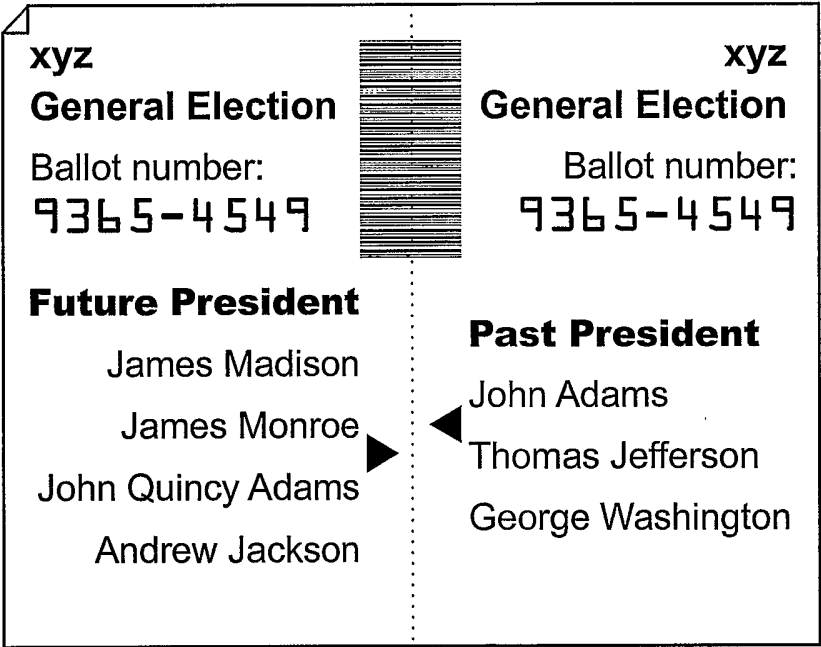 xyz
General Election
Ballot number:
9365-4549
Future President
James Madison
James Monroe
John Quincy Adams
Andrew Jackson
xyz
General Election
Ballot number:
9365-4549
Past President
John Adams
Thomas Jefferson
George Washington